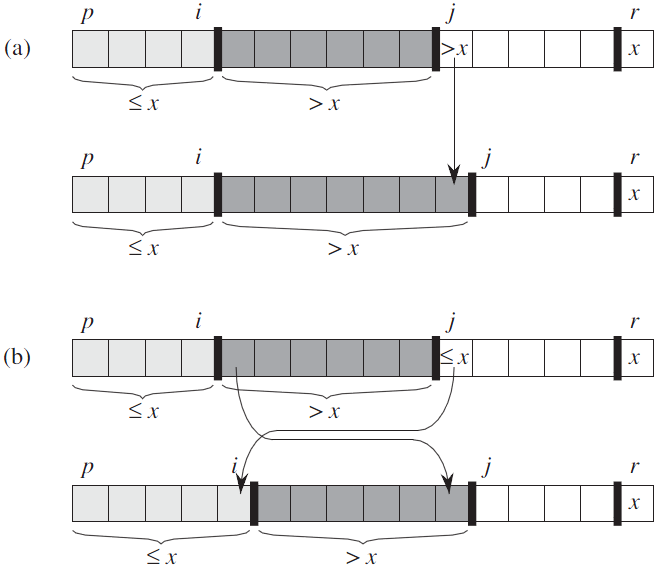 p i j r
(a) >x x
≤ x > x
p i j r
x
≤ x > x
p i j r
(b) ≤ x x
≤ x > x
p i j r
x
≤ x > x